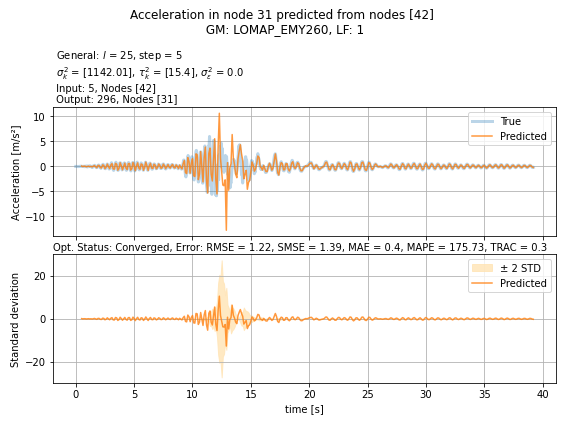 Acceleration in node 31 predicted from nodes [42]
GM: LOMAP_EMY260, LF: 1
General: l = 25, step = 5
σ²ₖ = [1142.01], τ²ₖ = [15.4], σ²ε = 0.0
Input: 5, Nodes [42]
Output: 296, Nodes [31]
Acceleration [m/s²]
10
5
0
−5
−10
True
Predicted
Opt. Status: Converged, Error: RMSE = 1.22, SMSE = 1.39, MAE = 0.4, MAPE = 175.73, TRAC = 0.3
Standard deviation
20
0
−20
± 2 STD
Predicted
0 5 10 15 20 25 30 35 40
time [s]